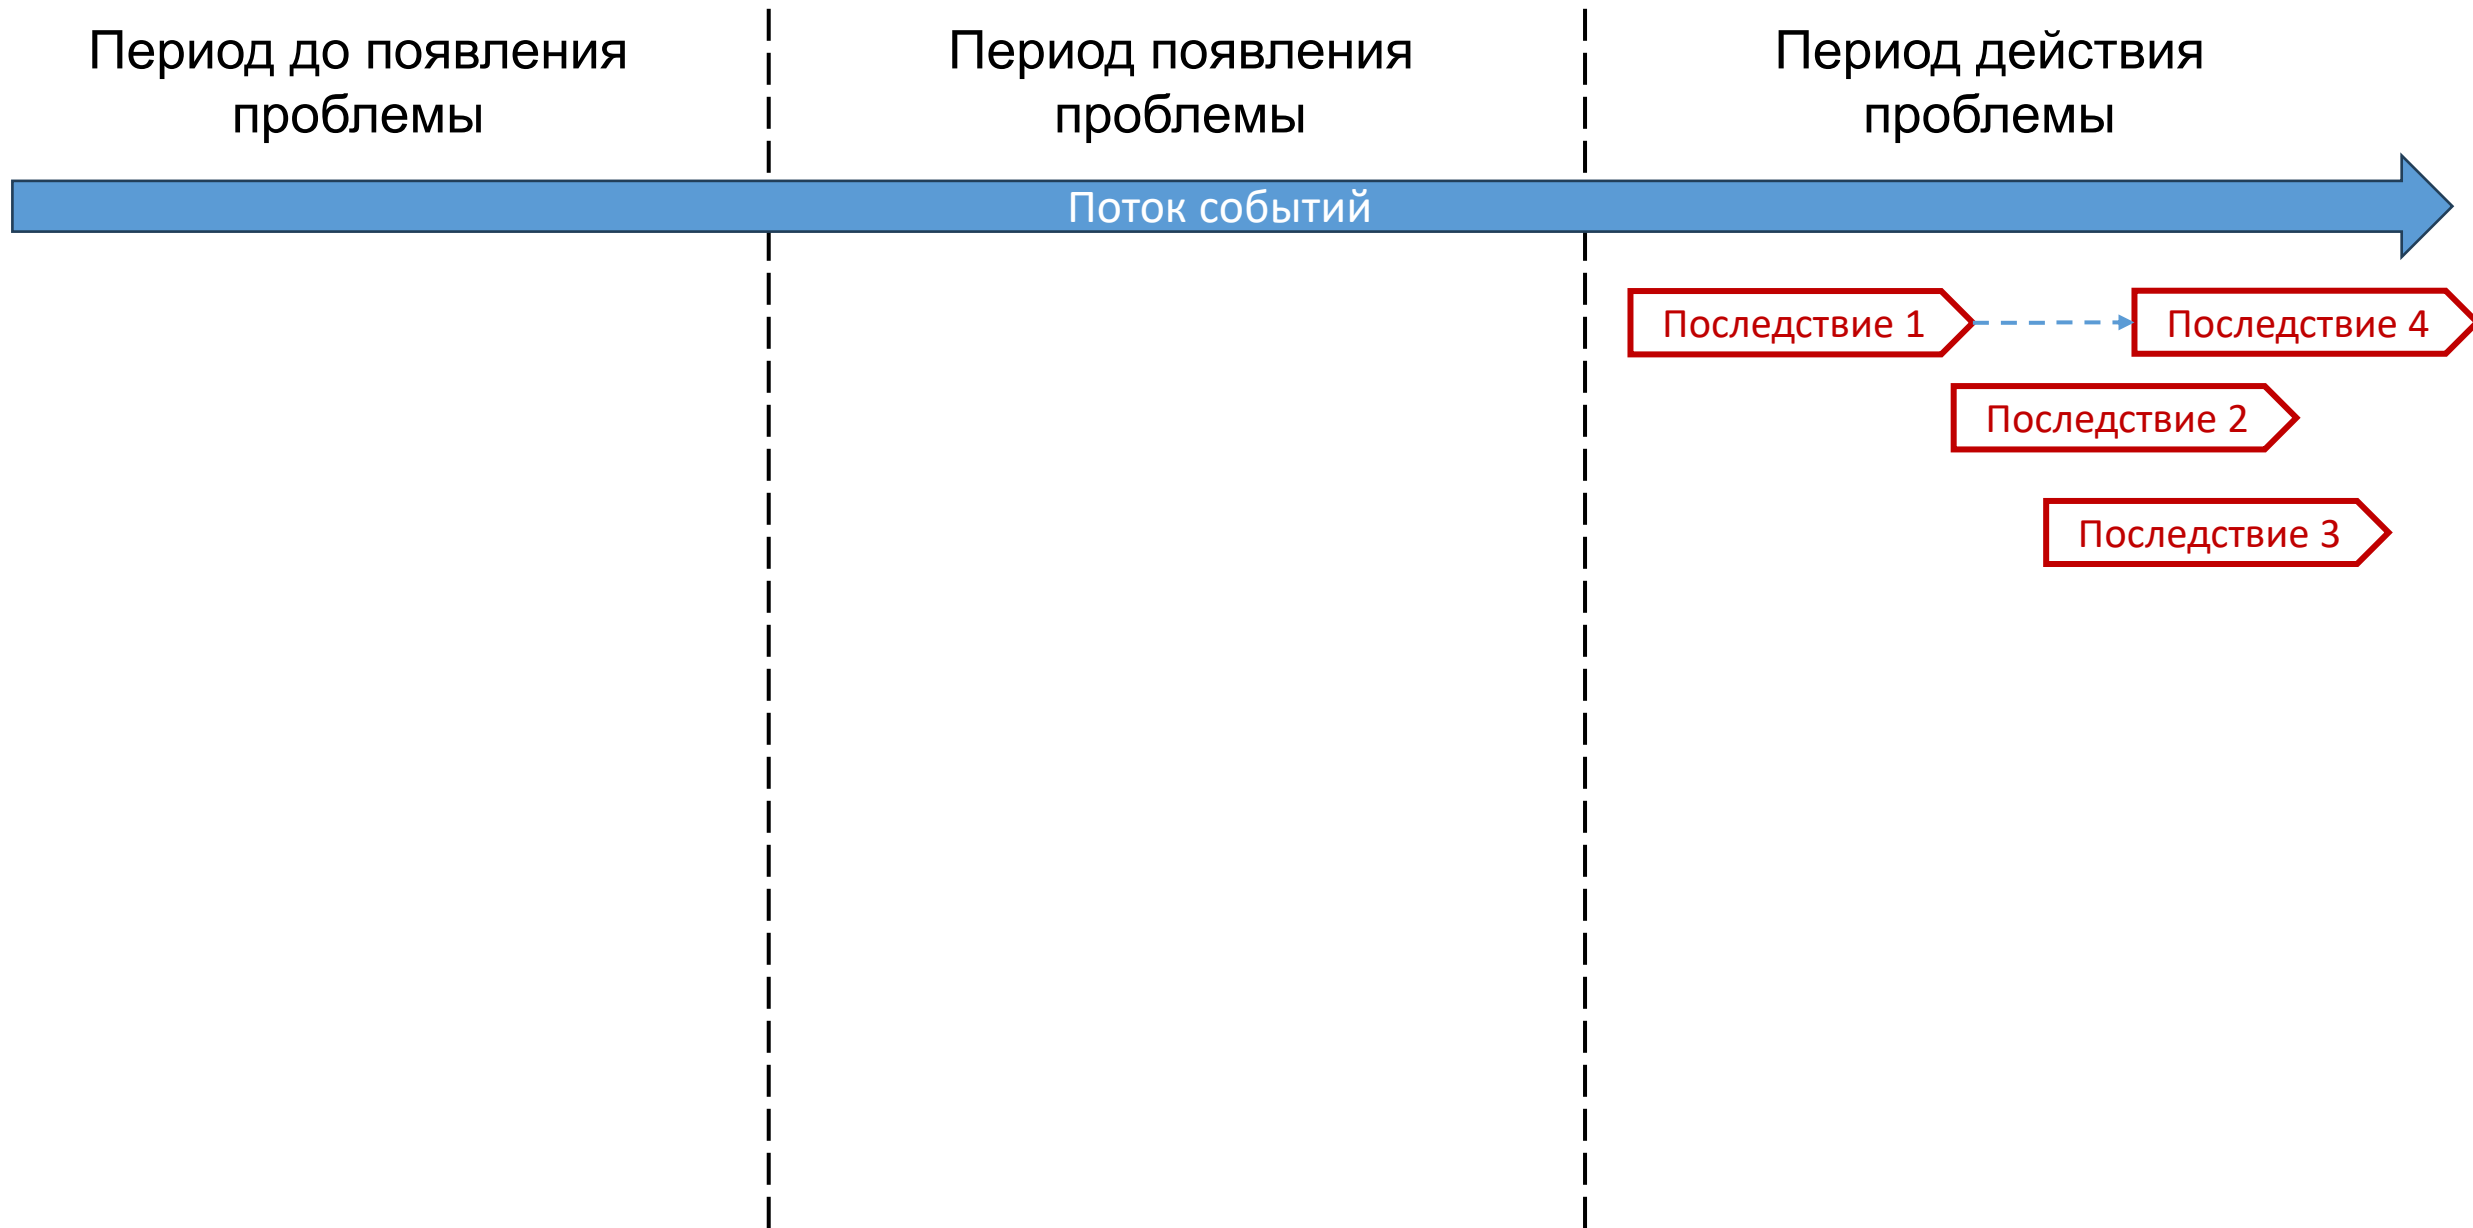 Период до появления
проблемы
Период появления
проблемы
Период действия
проблемы
Поток событий
Последствие 1
Последствие 4
Последствие 2
Последствие 3